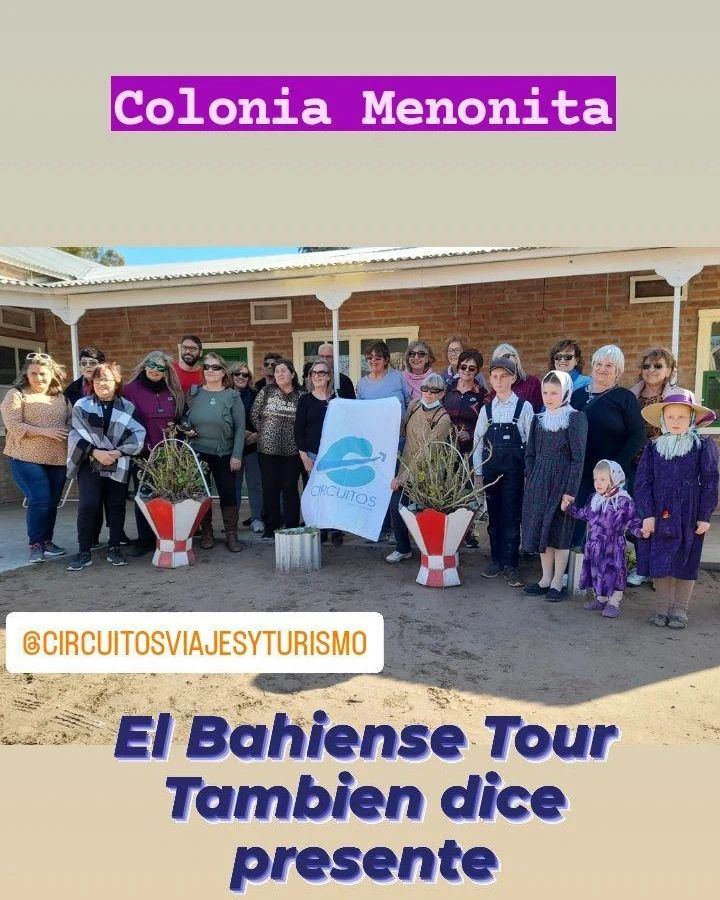 Colonia Menonita
CIRCUITOS
@CIRCUITOSVIAJESYTURISMO
El Bahiense Tour
Tambien dice
presente